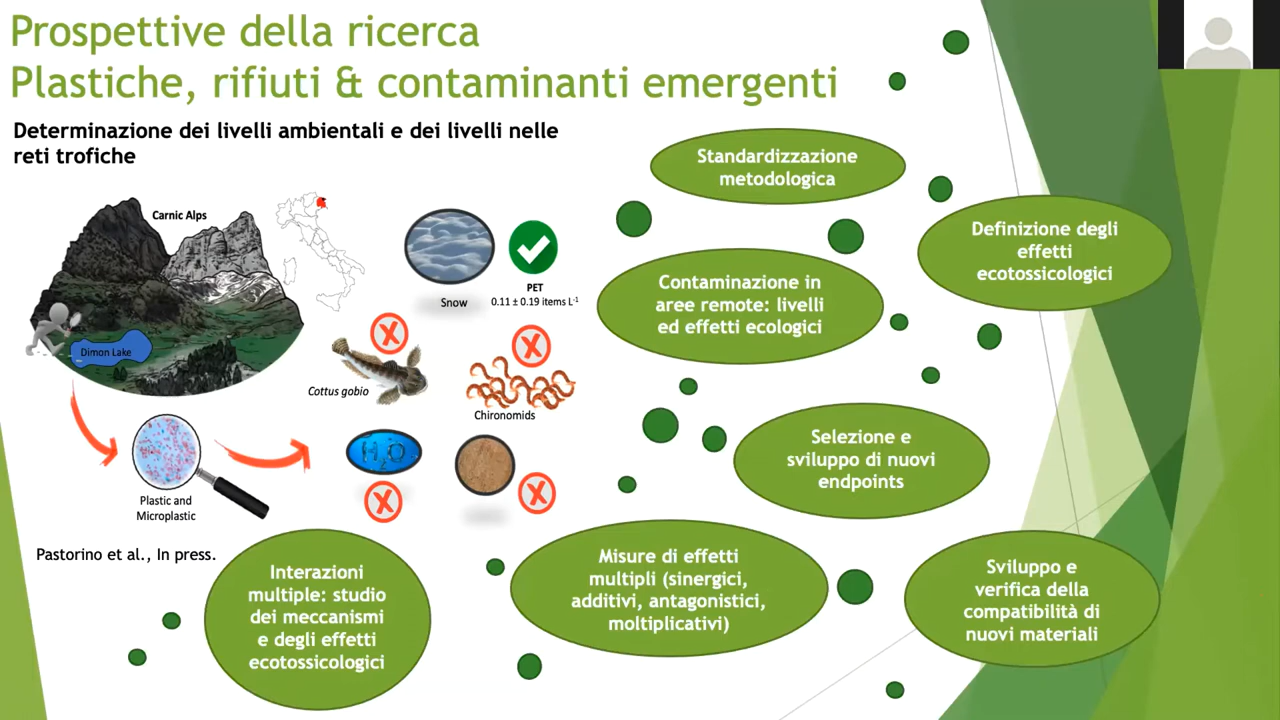 Prospettive della ricerca
Plastiche, rifiuti & contaminanti emergenti
Determinazione dei livelli ambientali e dei livelli nelle
reti trofiche
Carnic Alps
Dimon Lake
Snow
PET
0.11 ± 0.19 items L⁻¹
Cottus gobio
Chironomids
H₂O
Plastic and
Microplastic
Pastorino et al., In press.
Standardizzazione
metodologica
Definizione degli
effetti
ecotossicologici
Contaminazione in
aree remote: livelli
ed effetti ecologici
Selezione e
sviluppo di nuovi
endpoints
Interazioni
multiple: studio
dei meccanismi
e degli effetti
ecotossicologici
Misure di effetti
multipli (sinergici,
additivi, antagonistici,
moltiplicativi)
Sviluppo e
verifica della
compatibilità di
nuovi materiali